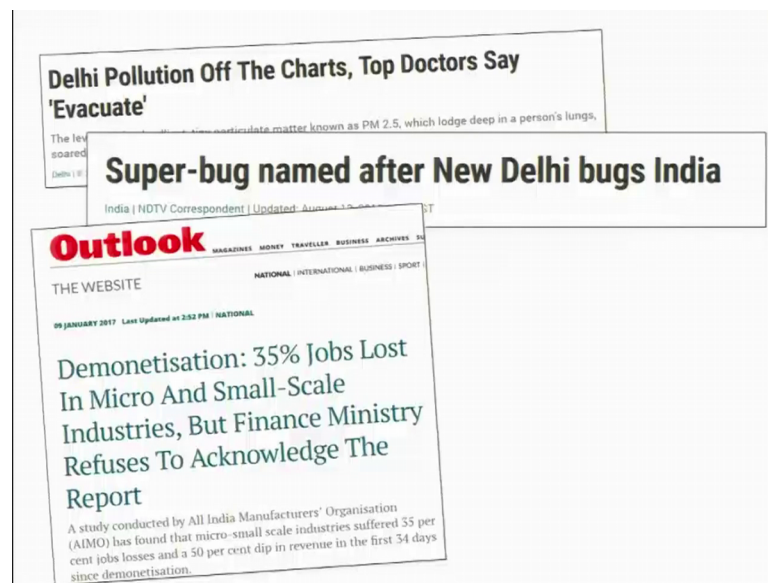 Delhi Pollution Off The Charts, Top Doctors Say
'Evacuate'
The lev particulate matter known as PM 2.5, which lodge deep in a person's lungs,
soared
Delhi |
Super-bug named after New Delhi bugs India
India | NDTV Correspondent | Updated: August
Outlook
MAGAZINES MONEY TRAVELLER BUSINESS ARCHIVES
THE WEBSITE
NATIONAL | INTERNATIONAL | BUSINESS | SPORT |
09 JANUARY 2017 Last Updated at 2:52 PM | NATIONAL
Demonetisation: 35% Jobs Lost
In Micro And Small-Scale
Industries, But Finance Ministry
Refuses To Acknowledge The
Report
A study conducted by All India Manufacturers' Organisation
(AIMO) has found that micro-small scale industries suffered 35 per
cent jobs losses and a 50 per cent dip in revenue in the first 34 days
since demonetisation.